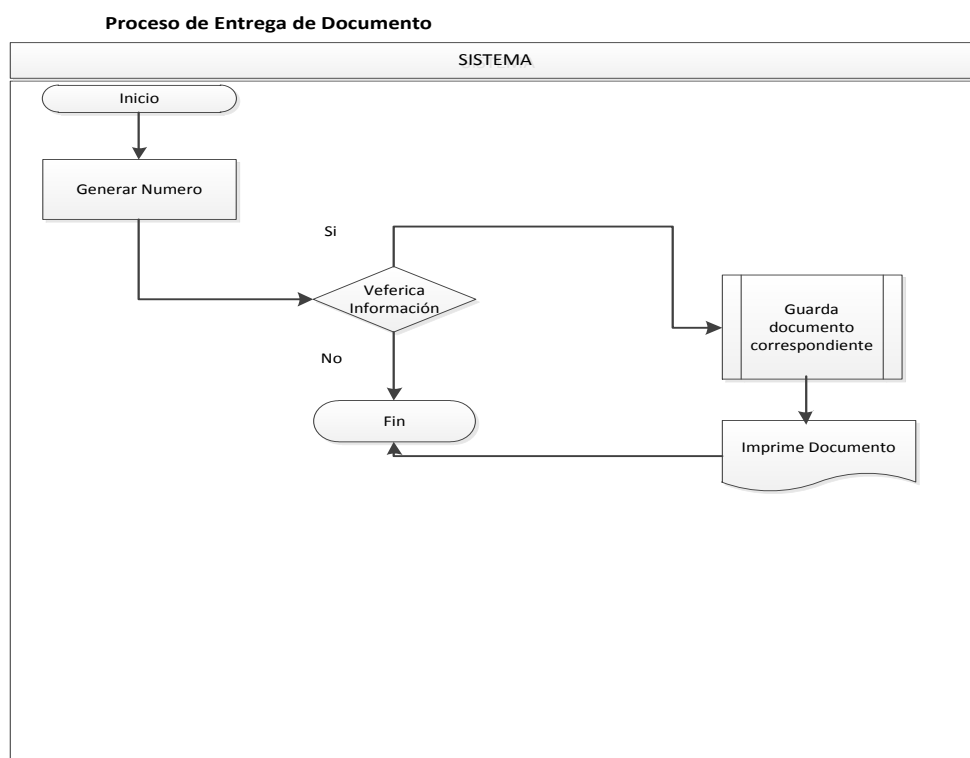 Proceso de Entrega de Documento
SISTEMA
Inicio
Generar Numero
Si
Veferica
Información
Guarda
documento
correspondiente
No
Fin
Imprime Documento